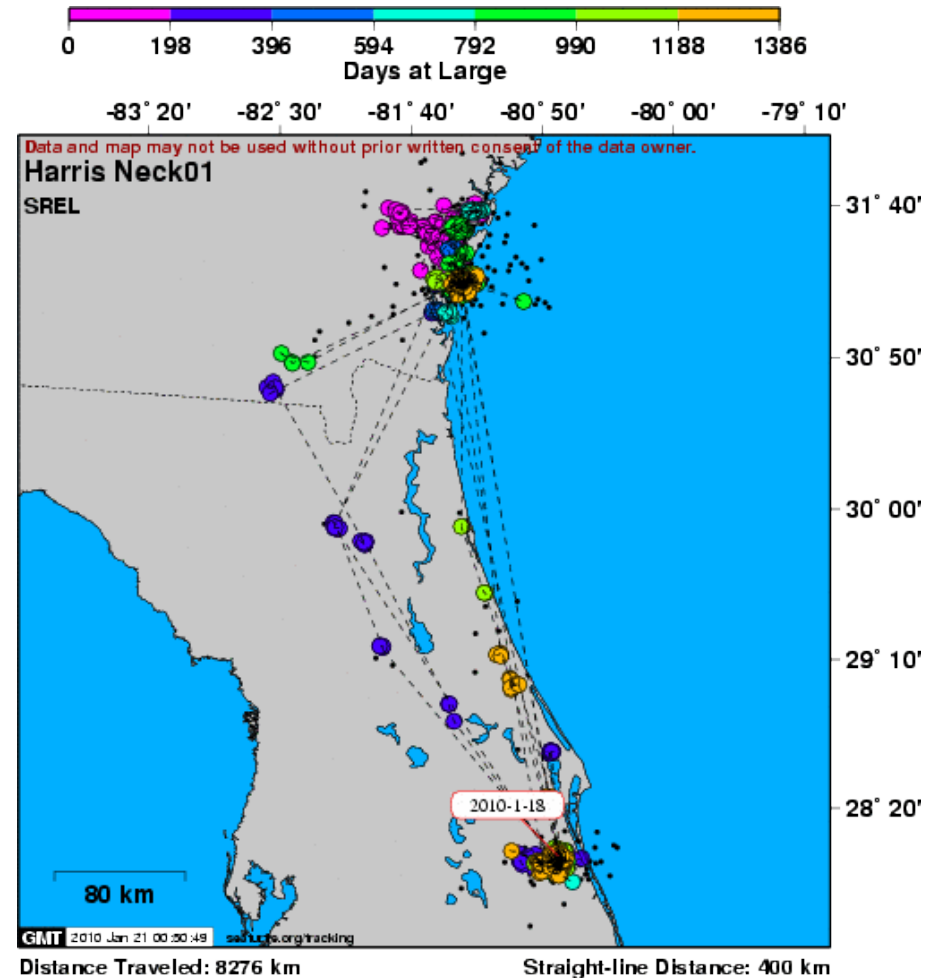 0 198 396 594 792 990 1188 1386
Days at Large
-83° 20' -82° 30' -81° 40' -80° 50' -80° 00' -79° 10'
Data and map may not be used without prior written consent of the data owner.
Harris Neck01
SREL
31° 40'
30° 50'
30° 00'
29° 10'
2010-1-18
28° 20'
80 km
GMT 2010 Jan 21 00:50:49 seaturtle.org/tracking
Distance Traveled: 8276 km Straight-line Distance: 400 km